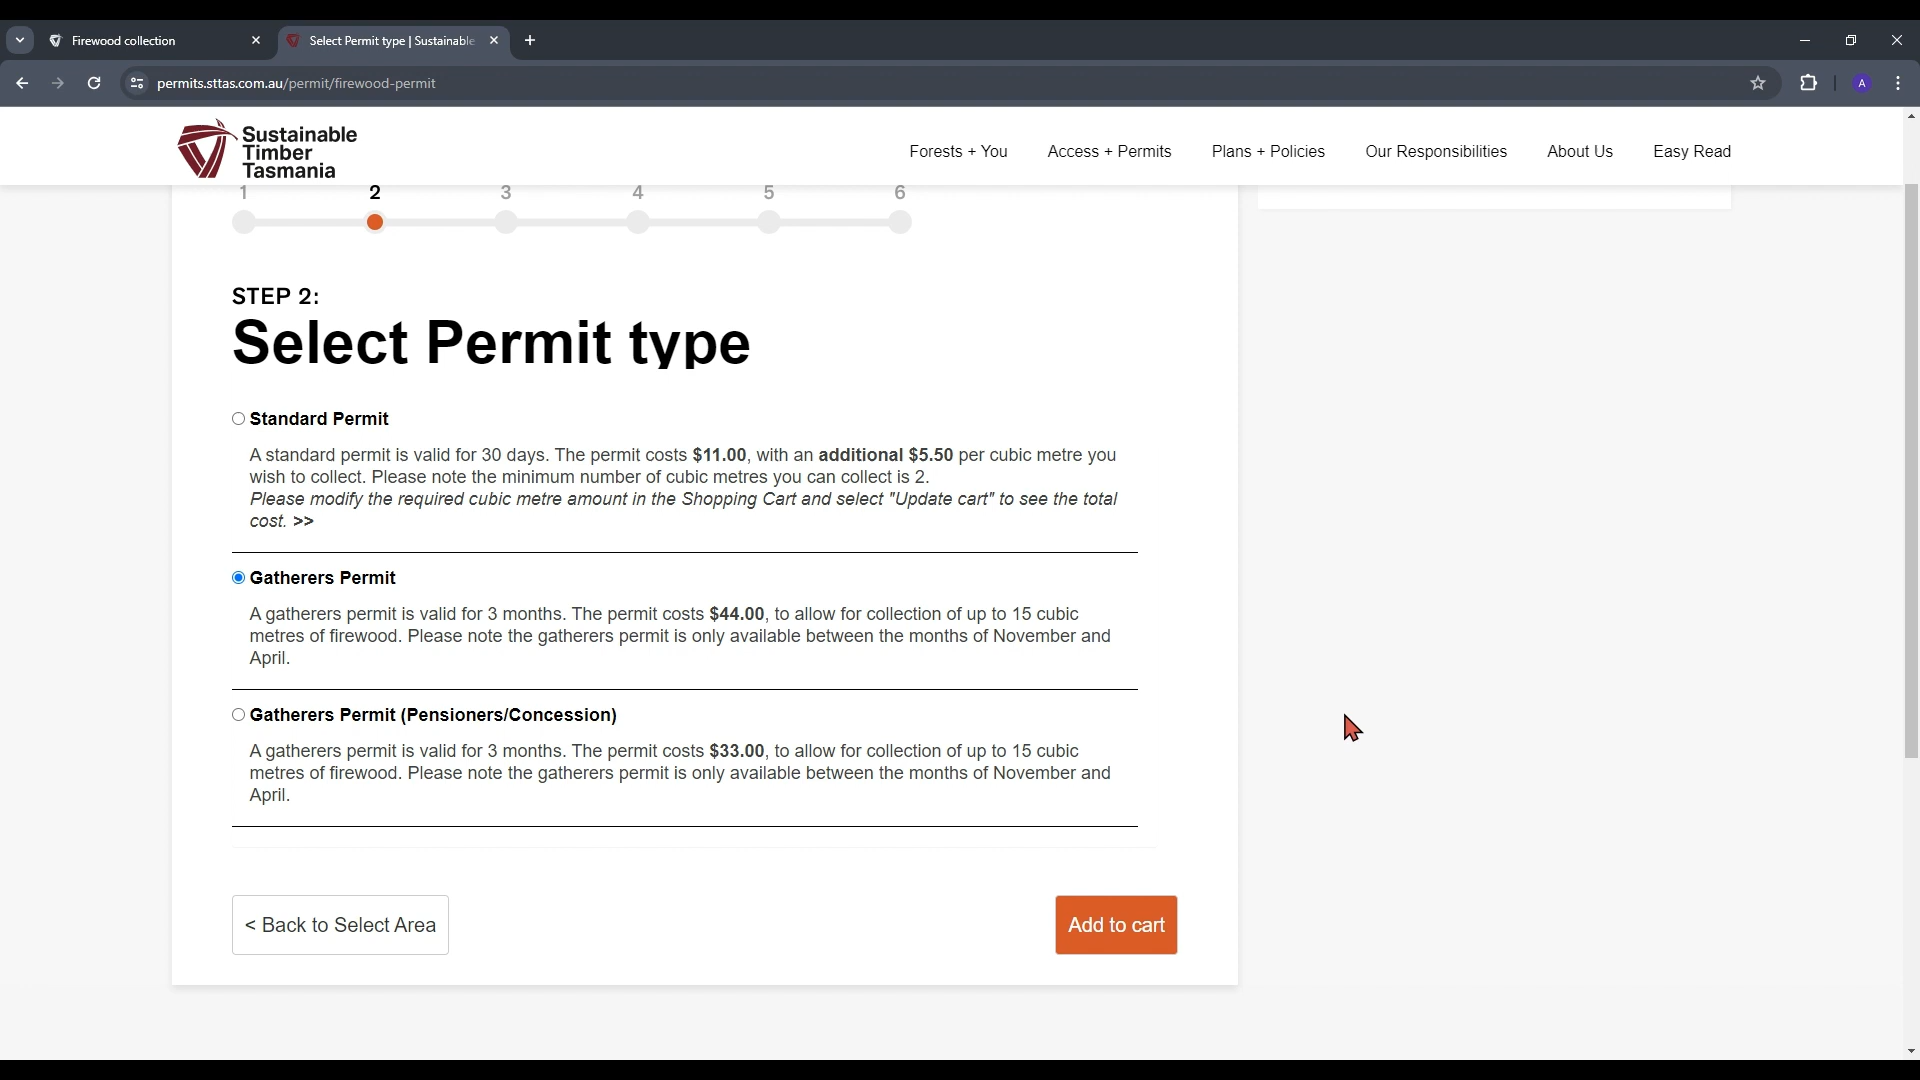 Firewood collection
Select Permit type | Sustainable
permits.sttas.com.au/permit/firewood-permit
A
Sustainable
Timber
Tasmania
Forests + You
Access + Permits
Plans + Policies
Our Responsibilities
About Us
Easy Read
1 2 3 4 5 6
STEP 2:
Select Permit type
Standard Permit
A standard permit is valid for 30 days. The permit costs $11.00, with an additional $5.50 per cubic metre you
wish to collect. Please note the minimum number of cubic metres you can collect is 2.
Please modify the required cubic metre amount in the Shopping Cart and select "Update cart" to see the total
cost. >>
Gatherers Permit
A gatherers permit is valid for 3 months. The permit costs $44.00, to allow for collection of up to 15 cubic
metres of firewood. Please note the gatherers permit is only available between the months of November and
April.
Gatherers Permit (Pensioners/Concession)
A gatherers permit is valid for 3 months. The permit costs $33.00, to allow for collection of up to 15 cubic
metres of firewood. Please note the gatherers permit is only available between the months of November and
April.
< Back to Select Area
Add to cart